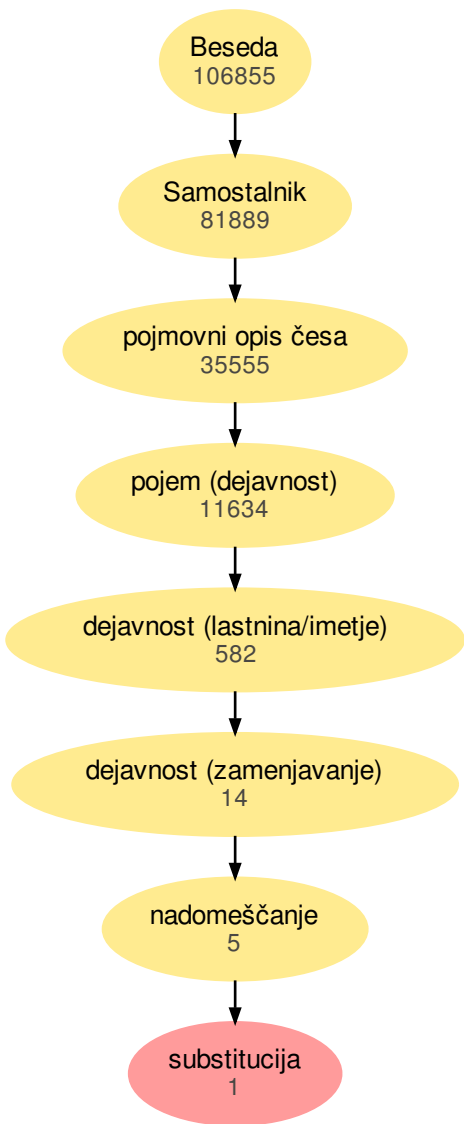 Beseda
106855
Samostalnik
81889
pojmovni opis česa
35555
pojem (dejavnost)
11634
dejavnost (lastnina/imetje)
582
dejavnost (zamenjavanje)
14
nadomeščanje
5
substitucija
1